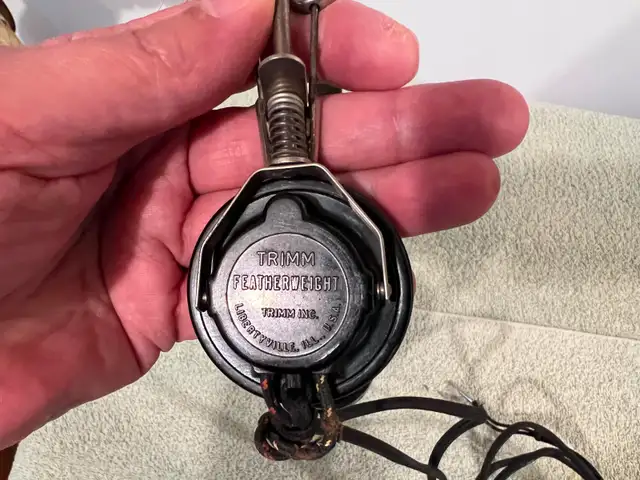 TRIMM
FEATHERWEIGHT
TRIMM INC.
LIBERTYVILLE, ILL., U.S.A.